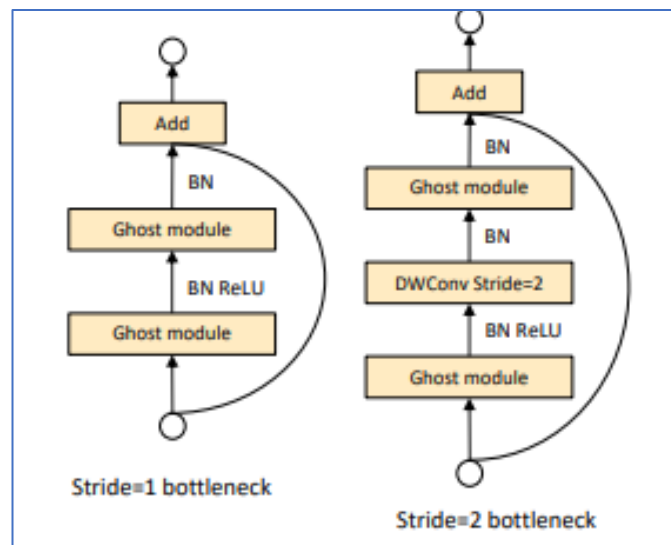 Add
BN
Ghost module
BN ReLU
Ghost module
Stride=1 bottleneck
Add
BN
Ghost module
BN
DWConv Stride=2
BN ReLU
Ghost module
Stride=2 bottleneck